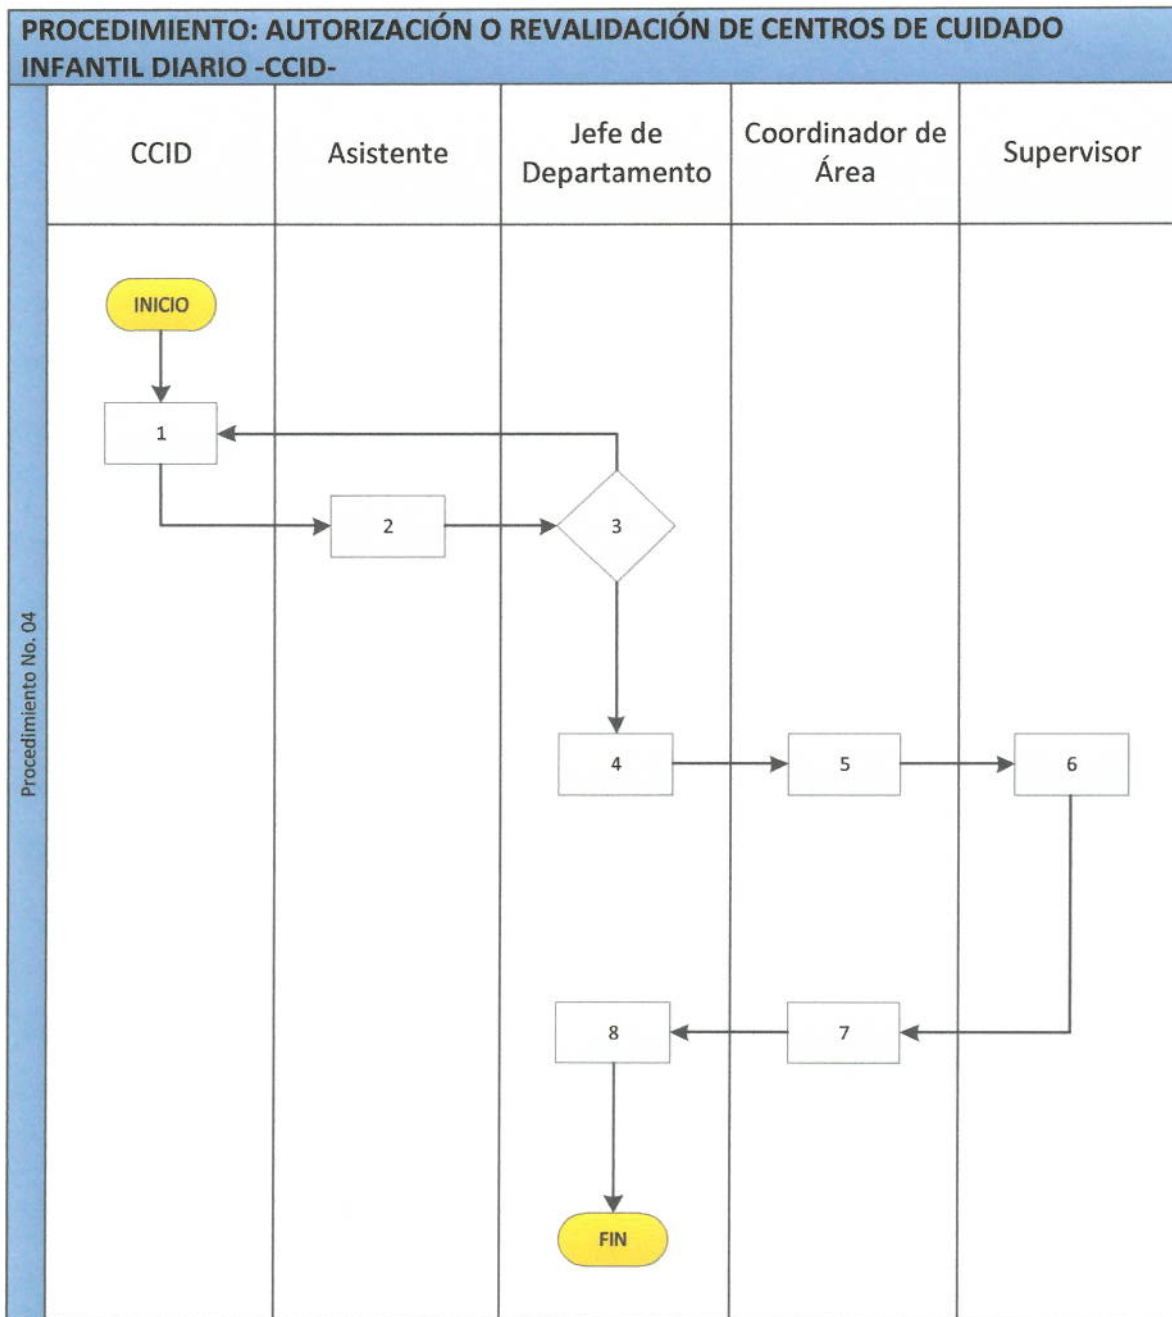 PROCEDIMIENTO: AUTORIZACIÓN O REVALIDACIÓN DE CENTROS DE CUIDADO
INFANTIL DIARIO -CCID-
Procedimiento No. 04
CCID
Asistente
Jefe de
Departamento
Coordinador de
Área
Supervisor
INICIO
1
2
3
4
5
6
8
7
FIN